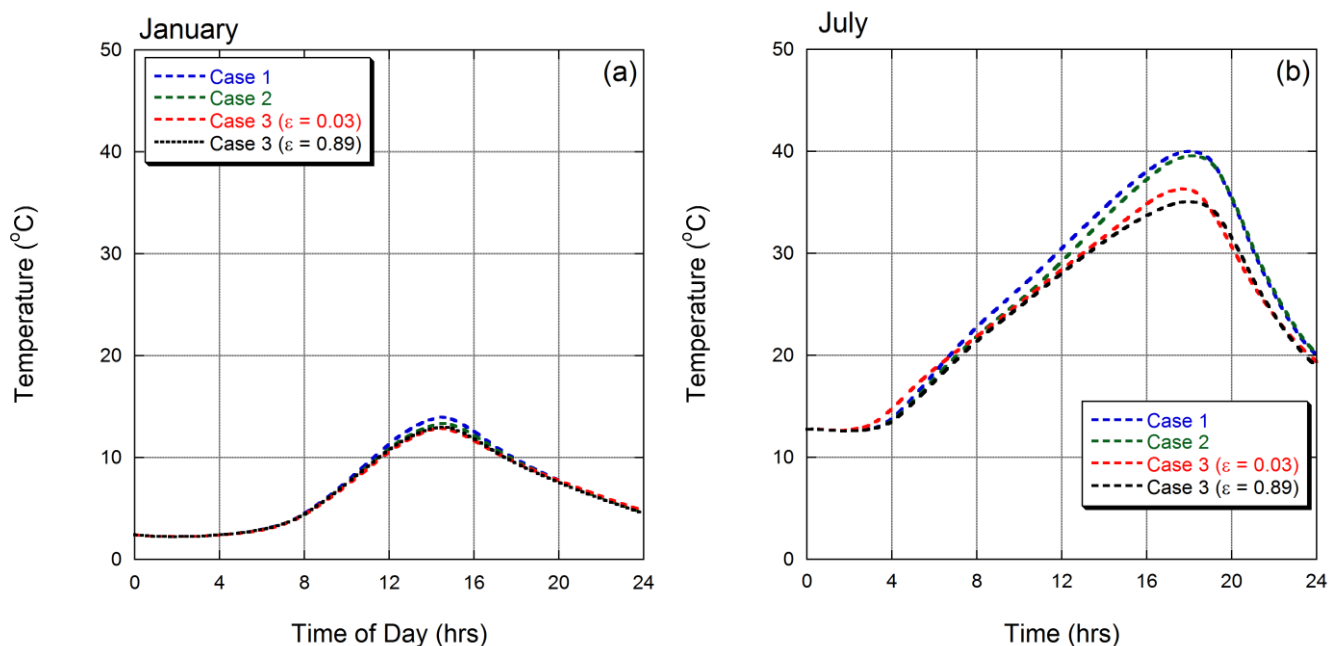 January
(a)
Case 1
Case 2
Case 3 (ε = 0.03)
Case 3 (ε = 0.89)
50
40
30
20
10
0
Temperature (°C)
0 4 8 12 16 20 24
Time of Day (hrs)
July
(b)
50
40
30
20
10
0
Temperature (°C)
Case 1
Case 2
Case 3 (ε = 0.03)
Case 3 (ε = 0.89)
0 4 8 12 16 20 24
Time (hrs)